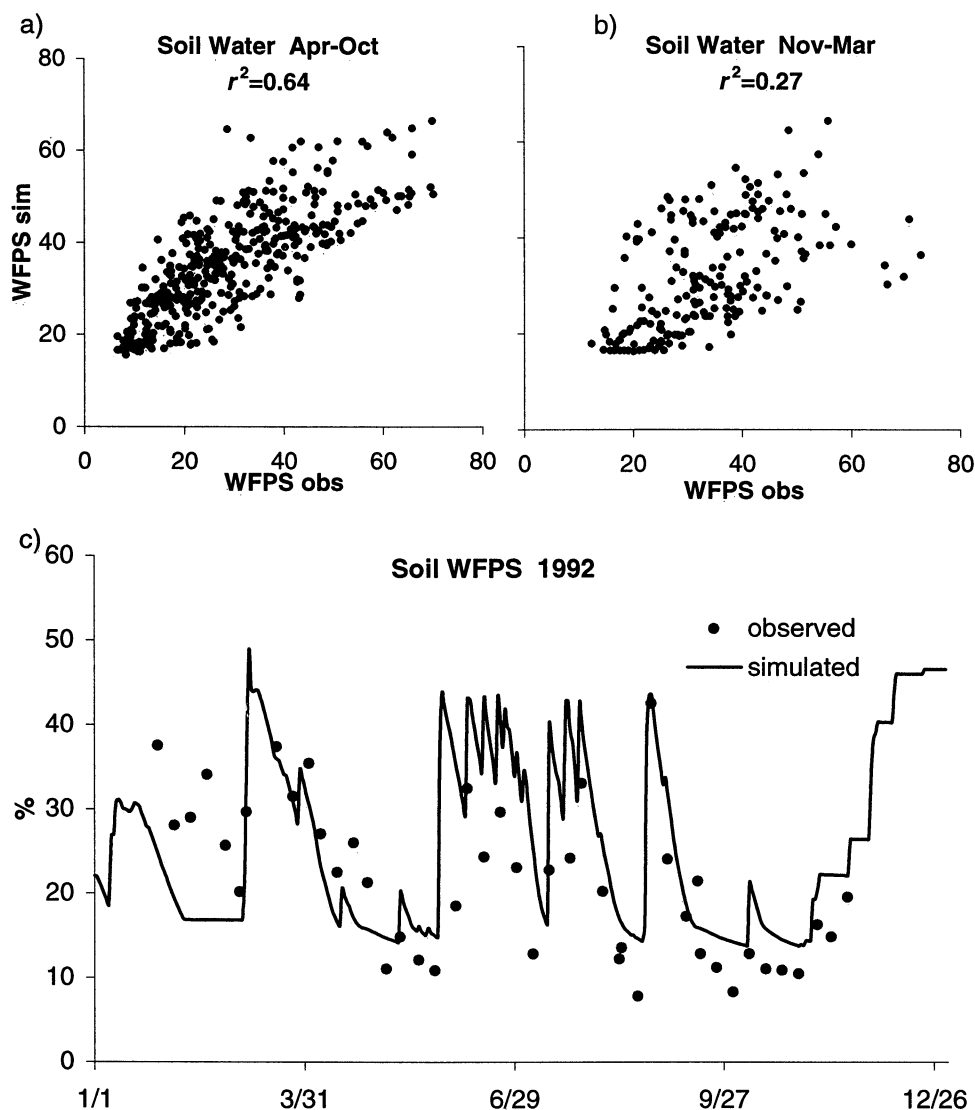 a)
Soil Water Apr-Oct
r²=0.64
WFPS sim
80
60
40
20
0
0 20 40 60 80
WFPS obs
b)
Soil Water Nov-Mar
r²=0.27
0 20 40 60 80
WFPS obs
c)
Soil WFPS 1992
observed
simulated
%
60
50
40
30
20
10
0
1/1 3/31 6/29 9/27 12/26